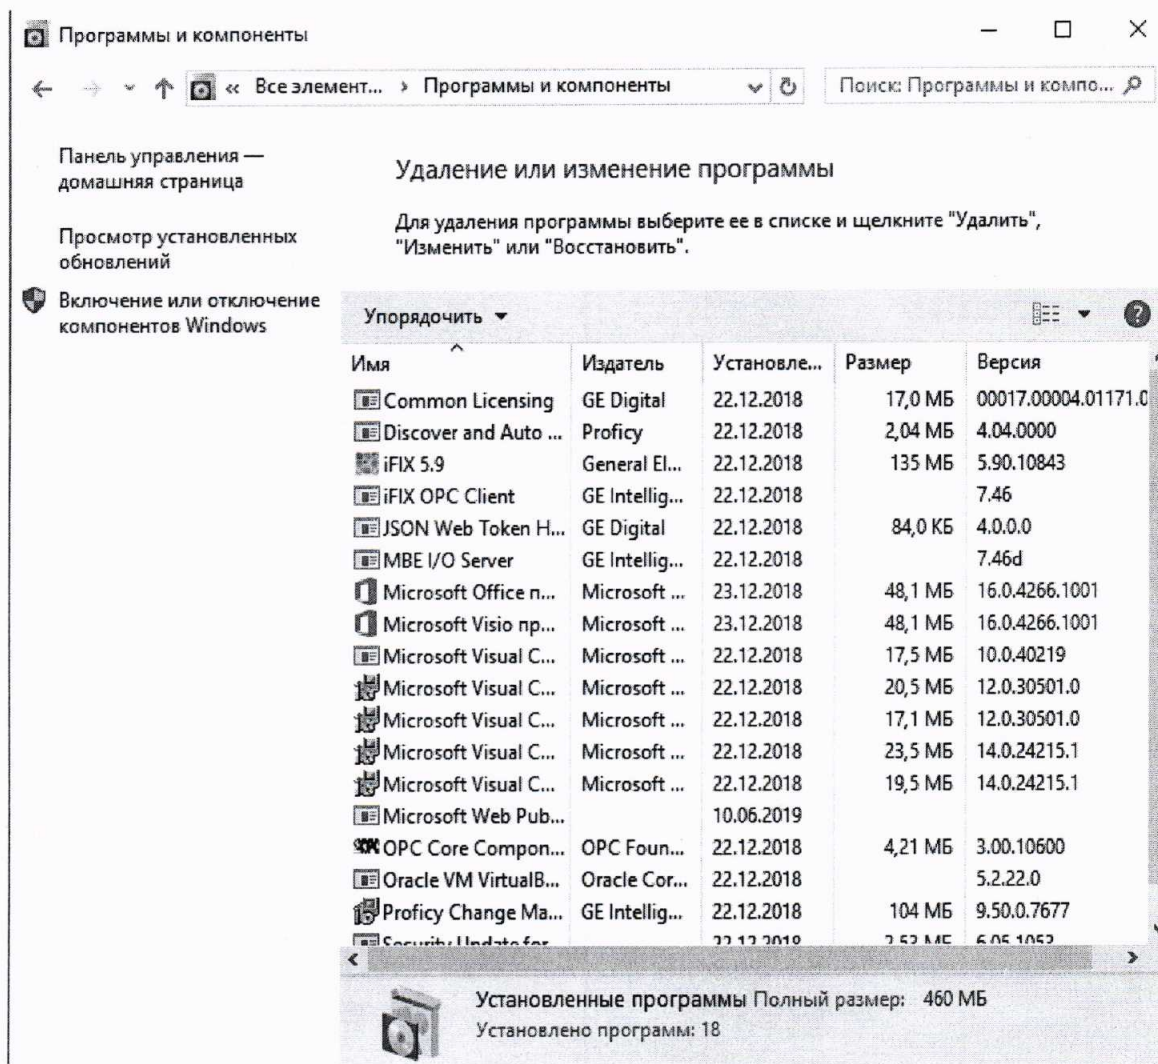 Программы и компоненты
« Все элемент... › Программы и компоненты
Поиск: Программы и компо...
Панель управления —
домашняя страница
Просмотр установленных
обновлений
Включение или отключение
компонентов Windows
Удаление или изменение программы
Для удаления программы выберите ее в списке и щелкните "Удалить",
"Изменить" или "Восстановить".
Упорядочить
Имя Издатель Установле... Размер Версия
Common Licensing GE Digital 22.12.2018 17,0 МБ 00017.00004.01171.0
Discover and Auto ... Proficy 22.12.2018 2,04 МБ 4.04.0000
iFIX 5.9 General El... 22.12.2018 135 МБ 5.90.10843
iFIX OPC Client GE Intellig... 22.12.2018 7.46
JSON Web Token H... GE Digital 22.12.2018 84,0 КБ 4.0.0.0
MBE I/O Server GE Intellig... 22.12.2018 7.46d
Microsoft Office п... Microsoft ... 23.12.2018 48,1 МБ 16.0.4266.1001
Microsoft Visio пр... Microsoft ... 23.12.2018 48,1 МБ 16.0.4266.1001
Microsoft Visual C... Microsoft ... 22.12.2018 17,5 МБ 10.0.40219
Microsoft Visual C... Microsoft ... 22.12.2018 20,5 МБ 12.0.30501.0
Microsoft Visual C... Microsoft ... 22.12.2018 17,1 МБ 12.0.30501.0
Microsoft Visual C... Microsoft ... 22.12.2018 23,5 МБ 14.0.24215.1
Microsoft Visual C... Microsoft ... 22.12.2018 19,5 МБ 14.0.24215.1
Microsoft Web Pub... 10.06.2019
OPC Core Compon... OPC Foun... 22.12.2018 4,21 МБ 3.00.10600
Oracle VM VirtualB... Oracle Cor... 22.12.2018 5.2.22.0
Proficy Change Ma... GE Intellig... 22.12.2018 104 МБ 9.50.0.7677
Security Update for 22.12.2018
Установленные программы Полный размер: 460 МБ
Установлено программ: 18